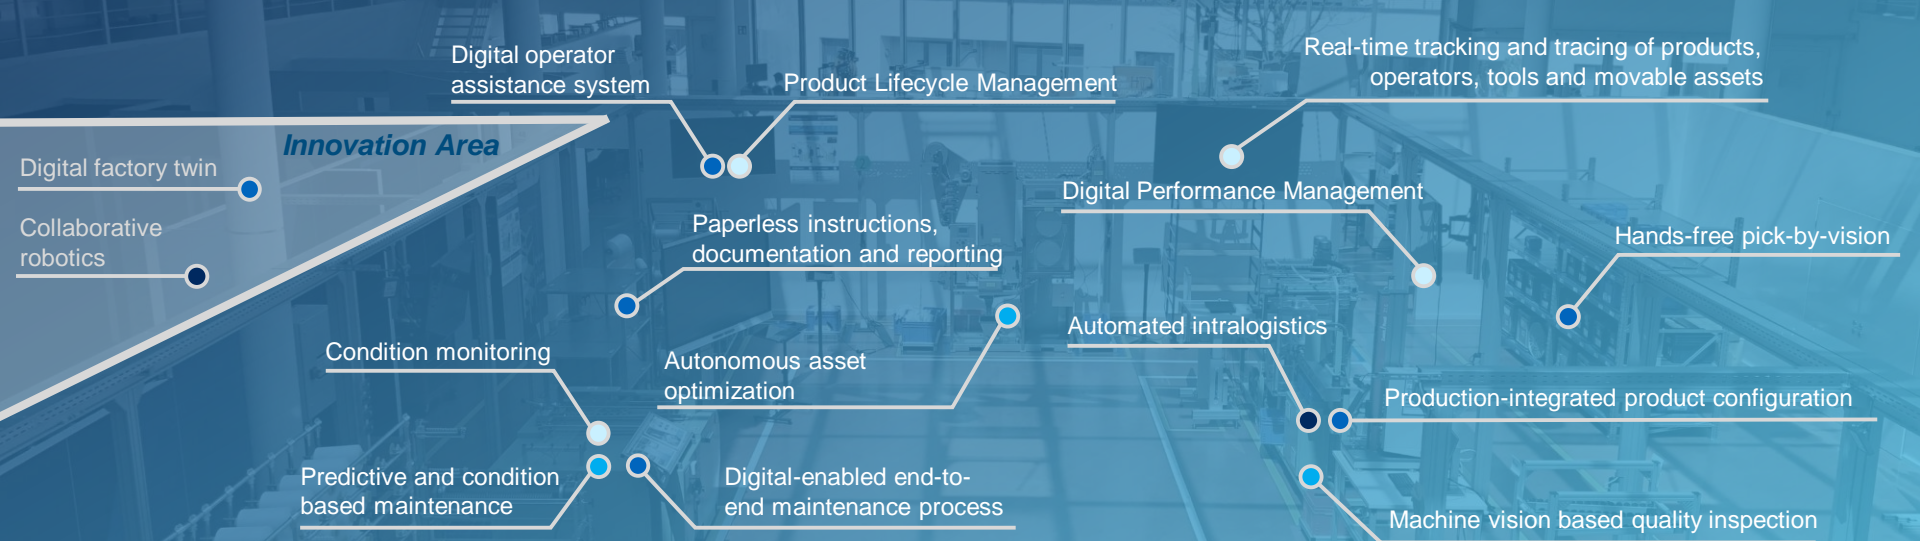 Digital operator
assistance system
Product Lifecycle Management
Real-time tracking and tracing of products,
operators, tools and movable assets
Innovation Area
Digital factory twin
Collaborative
robotics
Paperless instructions,
documentation and reporting
Digital Performance Management
Hands-free pick-by-vision
Condition monitoring
Autonomous asset
optimization
Automated intralogistics
Production-integrated product configuration
Predictive and condition
based maintenance
Digital-enabled end-to-
end maintenance process
Machine vision based quality inspection